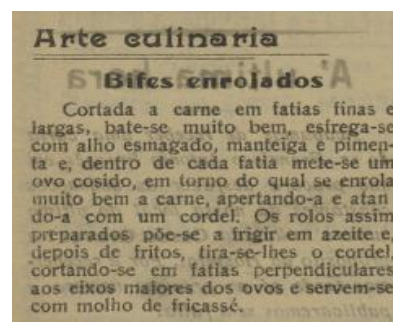 Arte culinaria
Bifes enrolados
Cortada a carne em fatias finas e
largas, bate-se muito bem, esfrega-se
com alho esmagado, manteiga e pimen-
ta e, dentro de cada fatia mete-se um
ovo cosido, em torno do qual se enrola
muito bem a carne, apertando-a e atan
do-a com um cordel. Os rolos assim
preparados põe-se a frigir em azeite e,
depois de fritos, tira-se-lhes o cordel,
cortando-se em fatias perpendiculares
aos eixos maiores dos ovos e servem-se
com molho de fricassé.